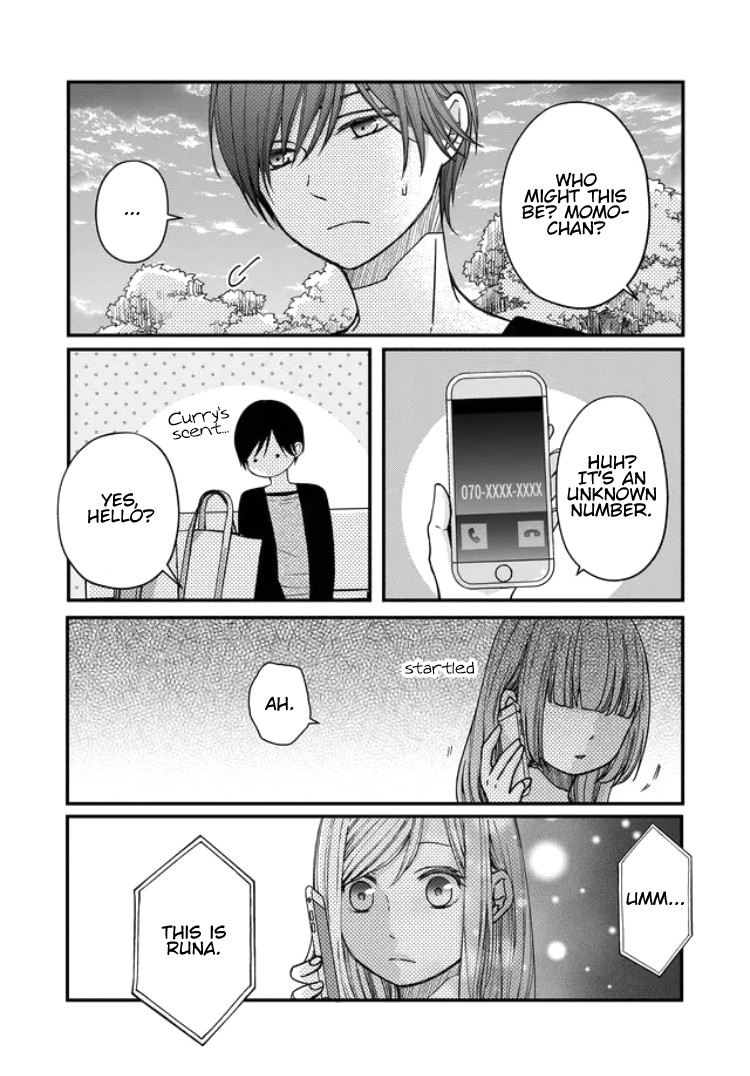 WHO
MIGHT THIS
BE? MOMO-
CHAN?
...
HUH?
IT'S AN
UNKNOWN
NUMBER.
070-XXXX-XXXX
Curry's
scent...
YES,
HELLO?
startled
AH.
UMM...
THIS IS
RUNA.